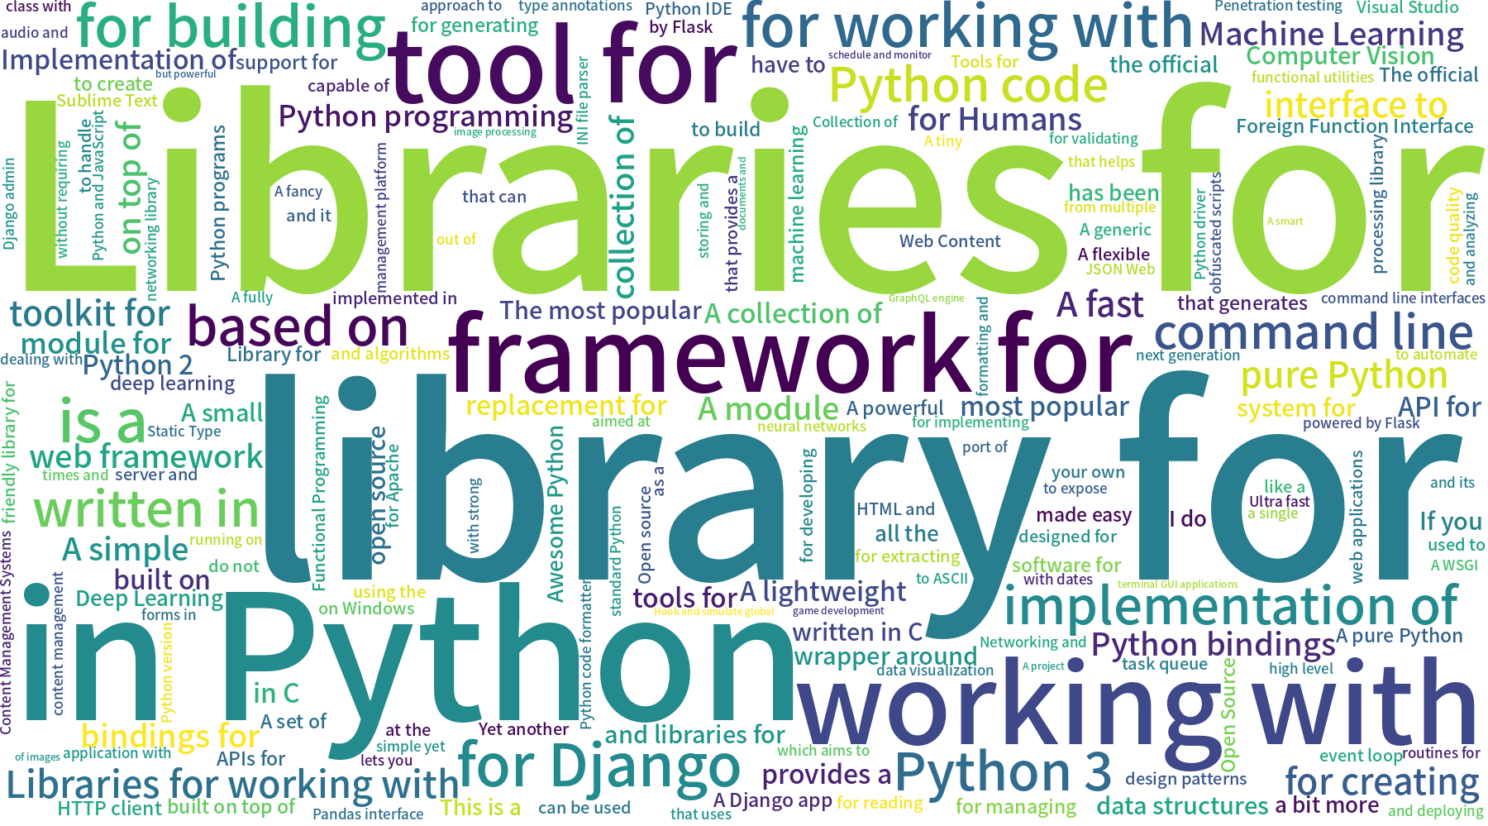 class with
approach to
type annotations
Python IDE
Penetration testing
Visual Studio
audio and
for building
for generating
by Flask
for working with
Machine Learning
tool for
Implementation of
support for
but powerful
to create
Sublime Text
capable of
INI file parser
have to
schedule and monitor
Tools for
the official
Computer Vision
functional utilities
The official
Python code
interface to
Python programming
image processing
to build
Collection of
for Humans
A tiny
for validating
Foreign Function Interface
Libraries for
Django admin
without requiring
to handle
Python and JavaScript
on top of
networking library
Python programs
A fancy
and it
management platform
that can
out of
collection of
storing and
that provides a
documents and
machine learning
Web Content
that helps
has been
from multiple
A generic
A flexible
JSON Web
Python driver
obfuscated scripts
A smart
processing library
code quality
and analyzing
toolkit for
A fully
implemented in
The most popular
A collection of
GraphQL engine
formatting and
A fast
that generates
command line interfaces
module for
based on
framework for
command line
dealing with
Python 2
Library for
and algorithms
next generation
to automate
deep learning
pure Python
friendly library for
is a
A small
Static Type
replacement for
aimed at
A module
neural networks
A powerful
most popular
for implementing
system for
API for
powered by Flask
library for
web framework
times and
server and
Functional Programming
open source
for Apache
with strong
Awesome Python
Open source
as a
for developing
port of
your own
to expose
like a
Ultra fast
a single
web applications
and its
written in
HTML and
all the
made easy
I do
If you
A simple
running on
designed for
used to
do not
standard Python
for extracting
software for
A WSGI
Content Management Systems
built on
to ASCII
with dates
terminal GUI applications
content management
Deep Learning
forms in
using the
on Windows
Python code formatter
tools for
Hook and simulate global
A lightweight
game development
implementation of
in Python
Python version
written in C
Networking and
Python bindings
A pure Python
wrapper around
data visualization
A project
task queue
Open Source
high level
in C
working with
bindings for
A set of
at the
simple yet
lets you
Yet another
and libraries for
which aims to
of images
application with
APIs for
event loop
routines for
Libraries for working with
for Django
provides a
Python 3
design patterns
for creating
HTTP client
built on top of
Pandas interface
This is a
can be used
that uses
A Django app
for reading
for managing
data structures
a bit more
and deploying